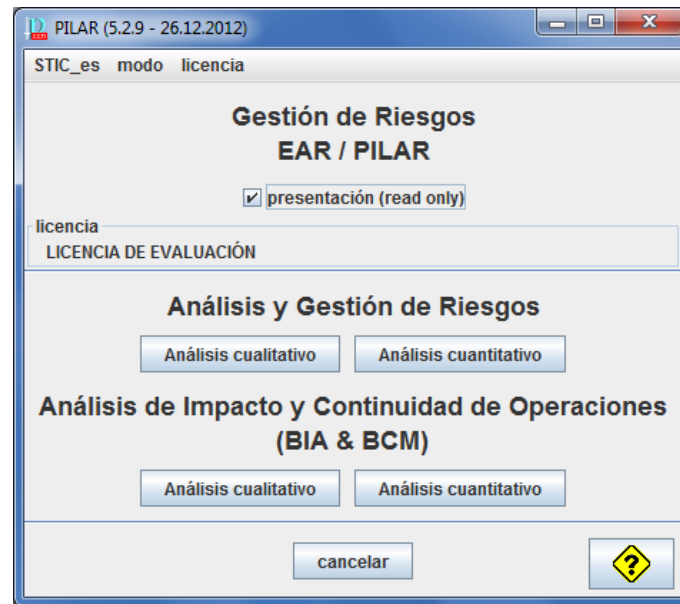 PILAR (5.2.9 - 26.12.2012)
STIC_es modo licencia
Gestión de Riesgos
EAR / PILAR
presentación (read only)
licencia
LICENCIA DE EVALUACIÓN
Análisis y Gestión de Riesgos
Análisis cualitativo Análisis cuantitativo
Análisis de Impacto y Continuidad de Operaciones
(BIA & BCM)
Análisis cualitativo Análisis cuantitativo
cancelar ?